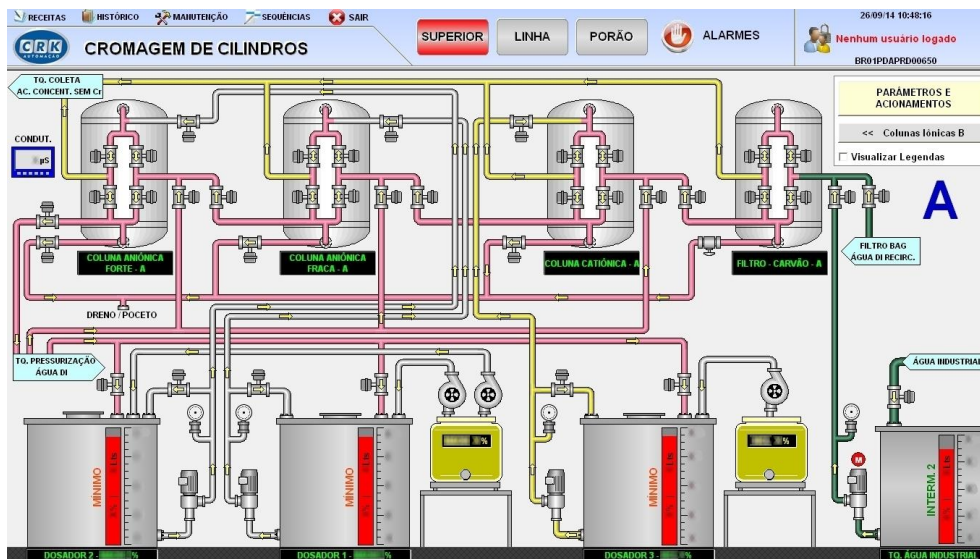 RECEITAS
HISTÓRICO
MANUTENÇÃO
SEQUÊNCIAS
SAIR
CRK
AUTOMAÇÃO
CROMAGEM DE CILINDROS
SUPERIOR
LINHA
PORÃO
ALARMES
26/09/14 10:48:16
Nenhum usuário logado
BR01PDAPRD00650
TQ. COLETA
AC. CONCENT. SEM Cr
PARÂMETROS E
ACIONAMENTOS
<< Colunas Iónicas B
Visualizar Legendas
CONDUT.
µS
A
COLUNA ANIÔNICA
FORTE - A
COLUNA ANIÔNICA
FRACA - A
COLUNA CATIÔNICA - A
FILTRO - CARVÃO - A
FILTRO BAG
ÁGUA DI RECIRC.
DRENO / POCETO
TQ. PRESSURIZAÇÃO
ÁGUA DI
ÁGUA INDUSTRIAL
%
%
MÍNIMO
MÍNIMO
MÍNIMO
M
INTERM. 2
DOSADOR 2 - %
DOSADOR 1 - %
DOSADOR 3 - %
TQ. ÁGUA INDUSTRIAL